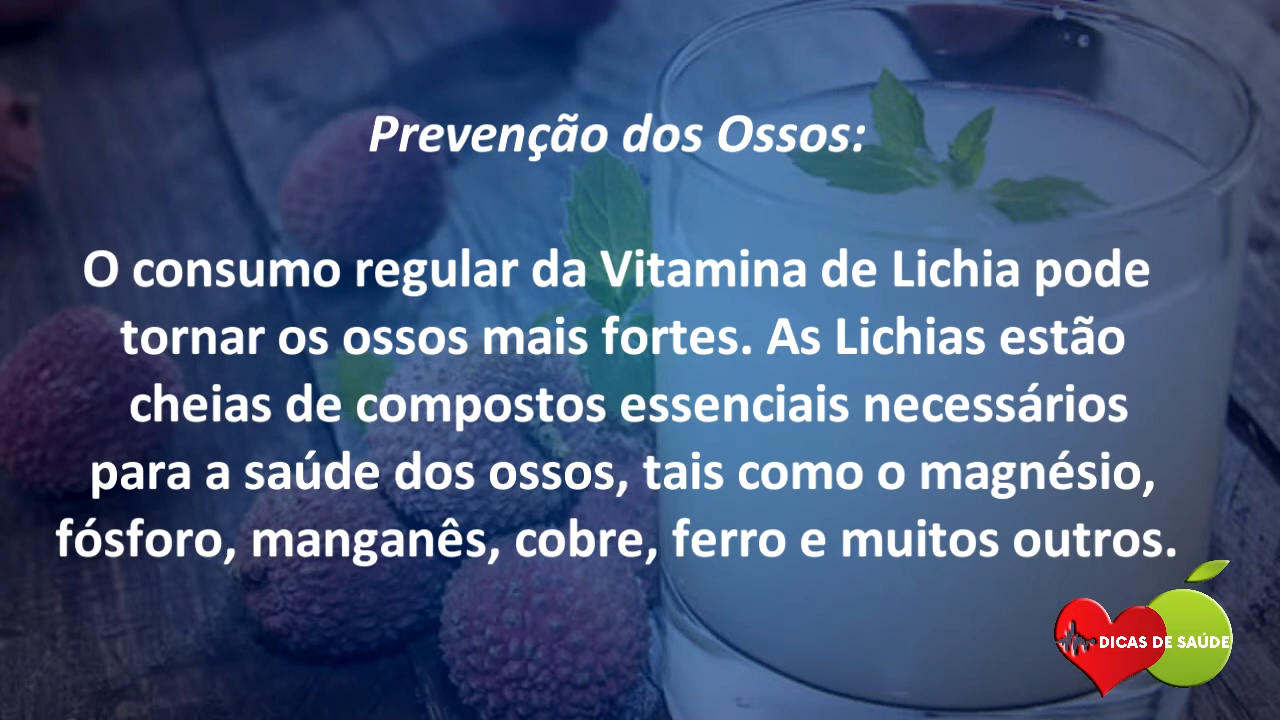 Prevenção dos Ossos:
O consumo regular da Vitamina de Lichia pode
tornar os ossos mais fortes. As Lichias estão
cheias de compostos essenciais necessários
para a saúde dos ossos, tais como o magnésio,
fósforo, manganês, cobre, ferro e muitos outros.
DICAS DE SAÚDE